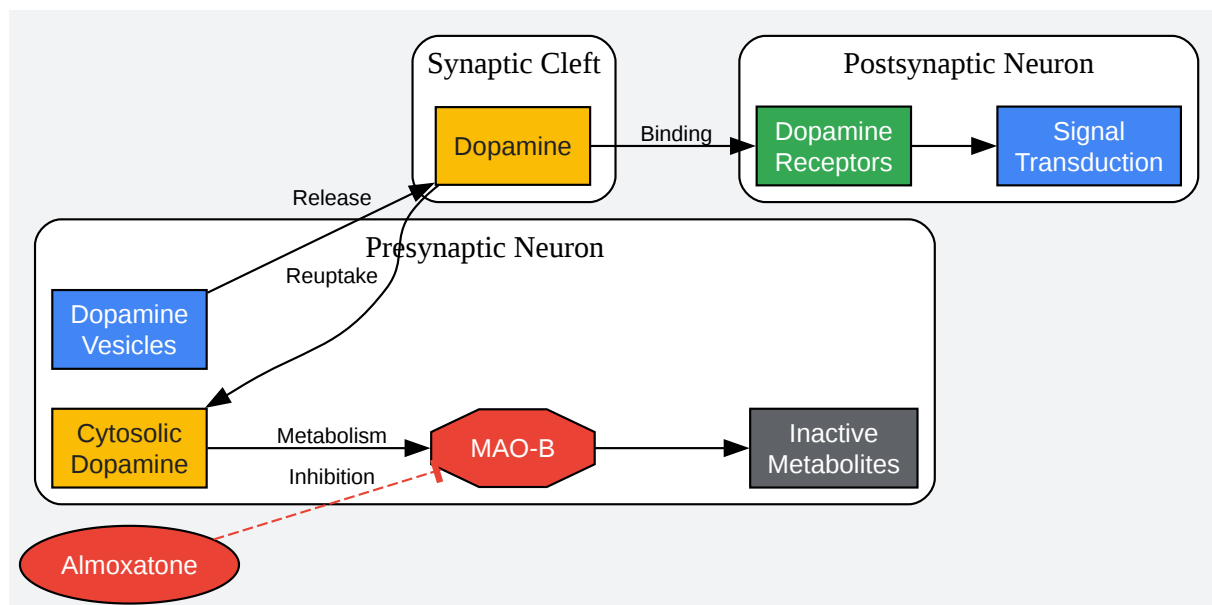 Synaptic Cleft
Postsynaptic Neuron
Dopamine
Binding
Dopamine
Receptors
Signal
Transduction
Release
Presynaptic Neuron
Reuptake
Dopamine
Vesicles
Cytosolic
Dopamine
Metabolism
MAO-B
Inactive
Metabolites
Inhibition
Almoxatone